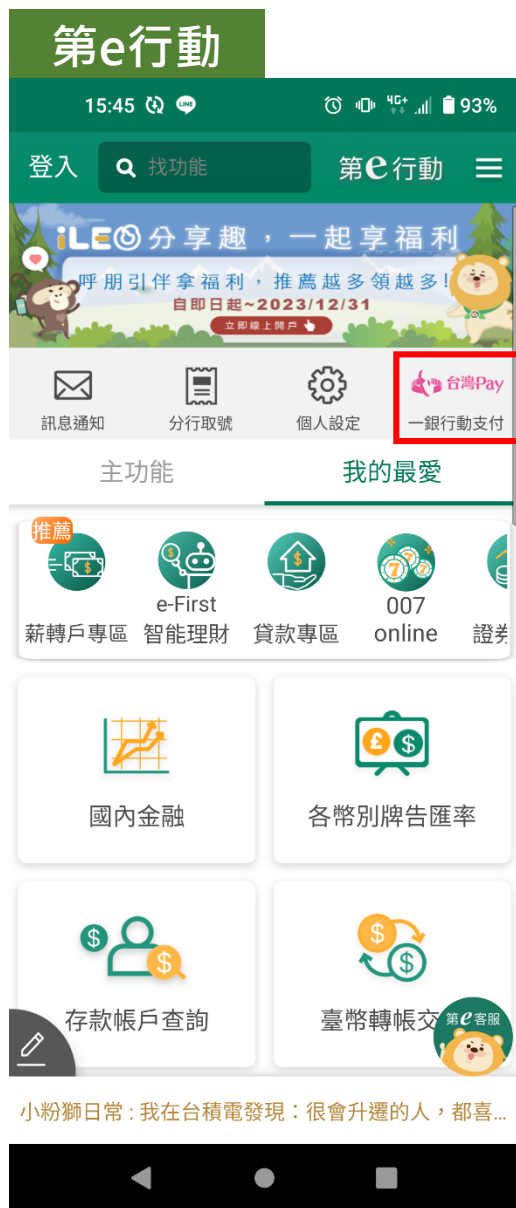 第e行動
15:45 LINE 4G+ 93%
登入 找功能 第e行動
iLEO分享趣，一起享福利
呼朋引伴拿福利，推薦越多領越多!
自即日起~2023/12/31
立即線上開戶
台灣Pay
訊息通知 分行取號 個人設定 一銀行動支付
主功能 我的最愛
推薦
薪轉戶專區 e-First 智能理財 貸款專區 007 online 證券
國內金融 各幣別牌告匯率
存款帳戶查詢 臺幣轉帳交
第e客服
小粉獅日常 : 我在台積電發現：很會升遷的人，都喜...